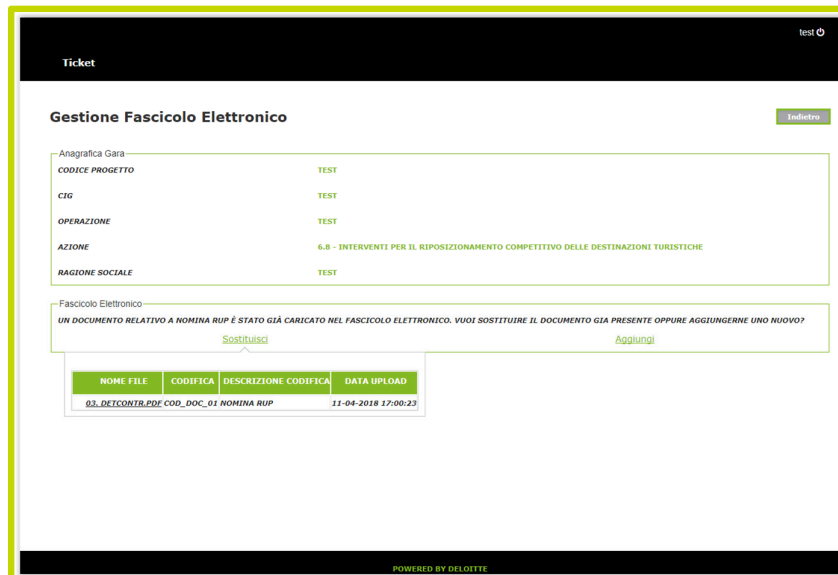 test
Ticket
Gestione Fascicolo Elettronico
Indietro
Anagrafica Gara
CODICE PROGETTO TEST
CIG TEST
OPERAZIONE TEST
AZIONE 6.8 - INTERVENTI PER IL RIPOSIZIONAMENTO COMPETITIVO DELLE DESTINAZIONI TURISTICHE
RAGIONE SOCIALE TEST
Fascicolo Elettronico
UN DOCUMENTO RELATIVO A NOMINA RUP È STATO GIÀ CARICATO NEL FASCICOLO ELETTRONICO. VUOI SOSTITUIRE IL DOCUMENTO GIA PRESENTE OPPURE AGGIUNGERNE UNO NUOVO?
Sostituisci Aggiungi
NOME FILE CODIFICA DESCRIZIONE CODIFICA DATA UPLOAD
03. DETCONTR.PDF COD_DOC_01 NOMINA RUP 11-04-2018 17:00:23
POWERED BY DELOITTE